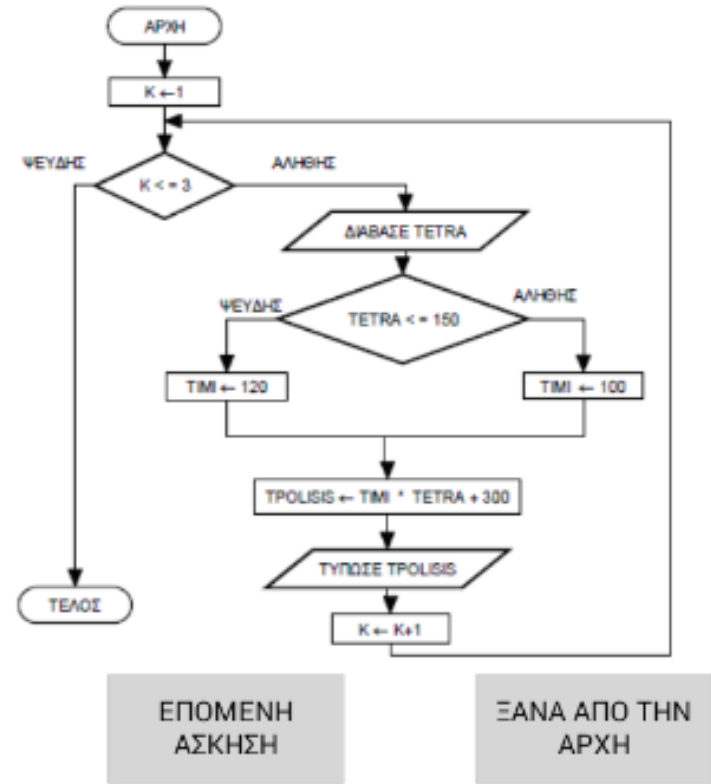 ΑΡΧΗ
K ←1
ΨΕΥΔΗΣ
ΑΛΗΘΗΣ
K < = 3
ΔΙΑΒΑΣΕ TETRA
ΨΕΥΔΗΣ
ΑΛΗΘΗΣ
TETRA < = 150
TIMI ← 120
TIMI ← 100
TPOLISIS ← TIMI * TETRA + 300
ΤΥΠΩΣΕ TPOLISIS
ΤΕΛΟΣ
K ← K+1
ΕΠΟΜΕΝΗ
ΑΣΚΗΣΗ
ΞΑΝΑ ΑΠΟ ΤΗΝ
ΑΡΧΗ